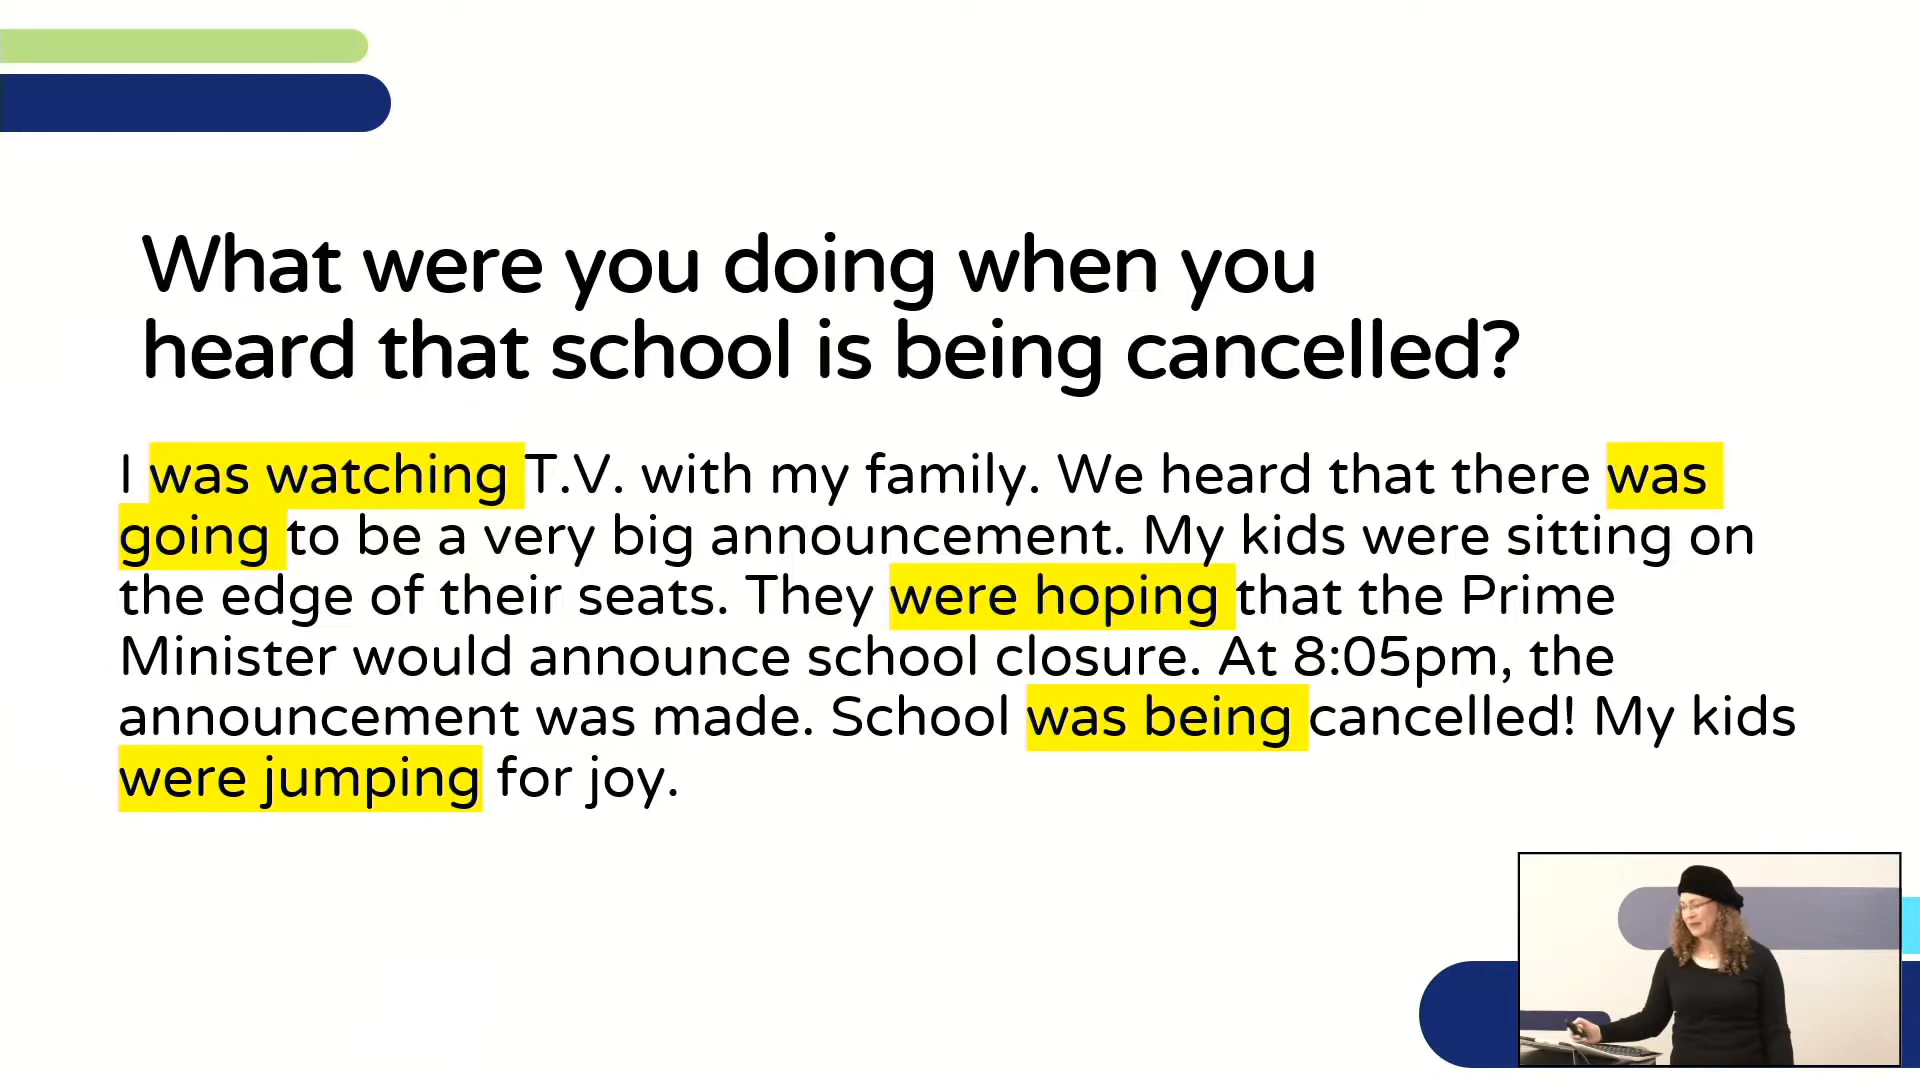 What were you doing when you
heard that school is being cancelled?
I was watching T.V. with my family. We heard that there was
going to be a very big announcement. My kids were sitting on
the edge of their seats. They were hoping that the Prime
Minister would announce school closure. At 8:05pm, the
announcement was made. School was being cancelled! My kids
were jumping for joy.